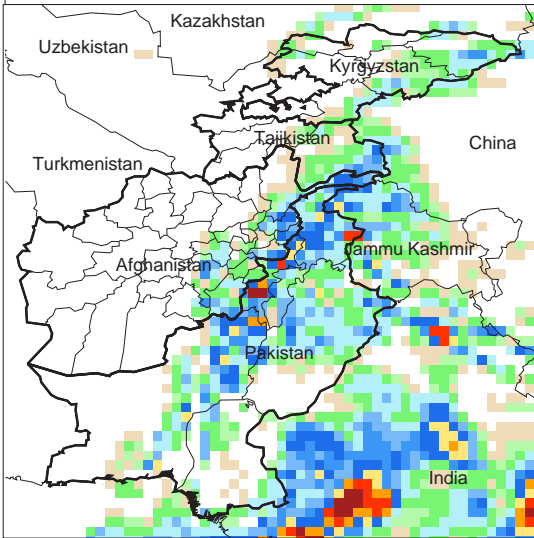 Kazakhstan
Uzbekistan
Kyrgyzstan
Tajikistan
China
Turkmenistan
Afghanistan
Jammu Kashmir
Pakistan
India